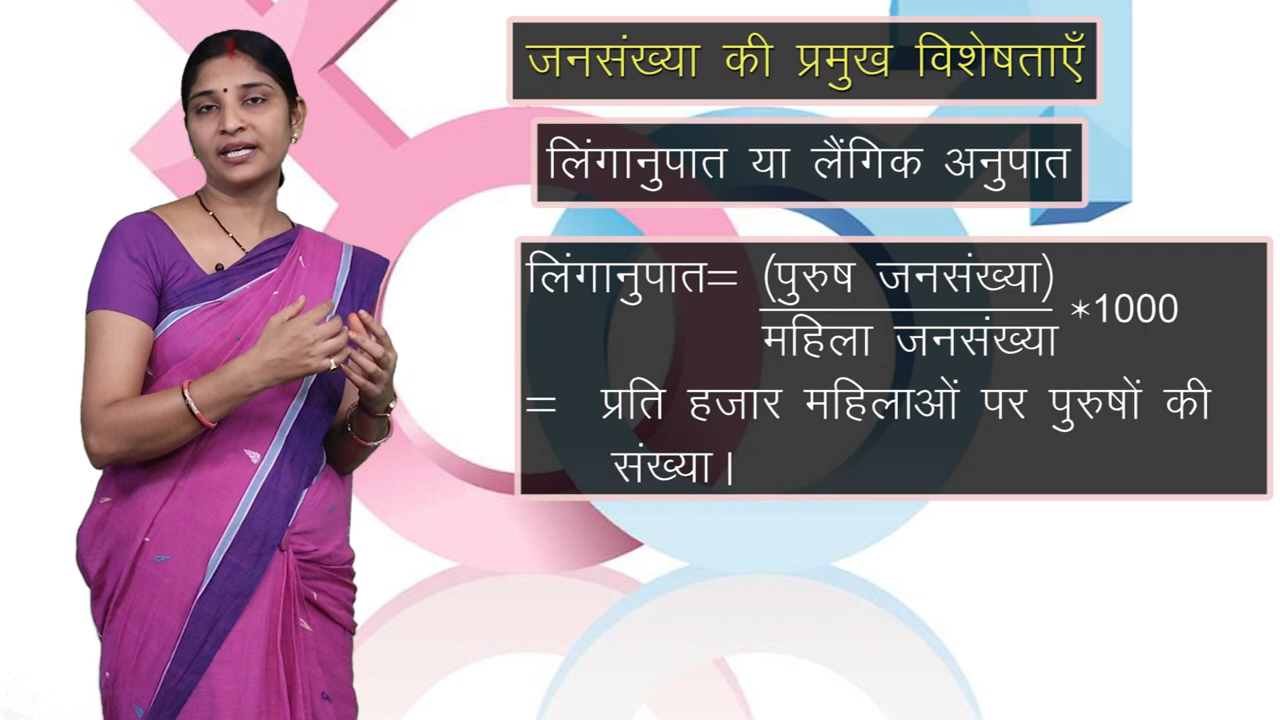 जनसंख्या की प्रमुख विशेषताएँ
लिंगानुपात या लैंगिक अनुपात
लिंगानुपात= (पुरुष जनसंख्या)
महिला जनसंख्या *1000
= प्रति हजार महिलाओं पर पुरुषों की
संख्या।